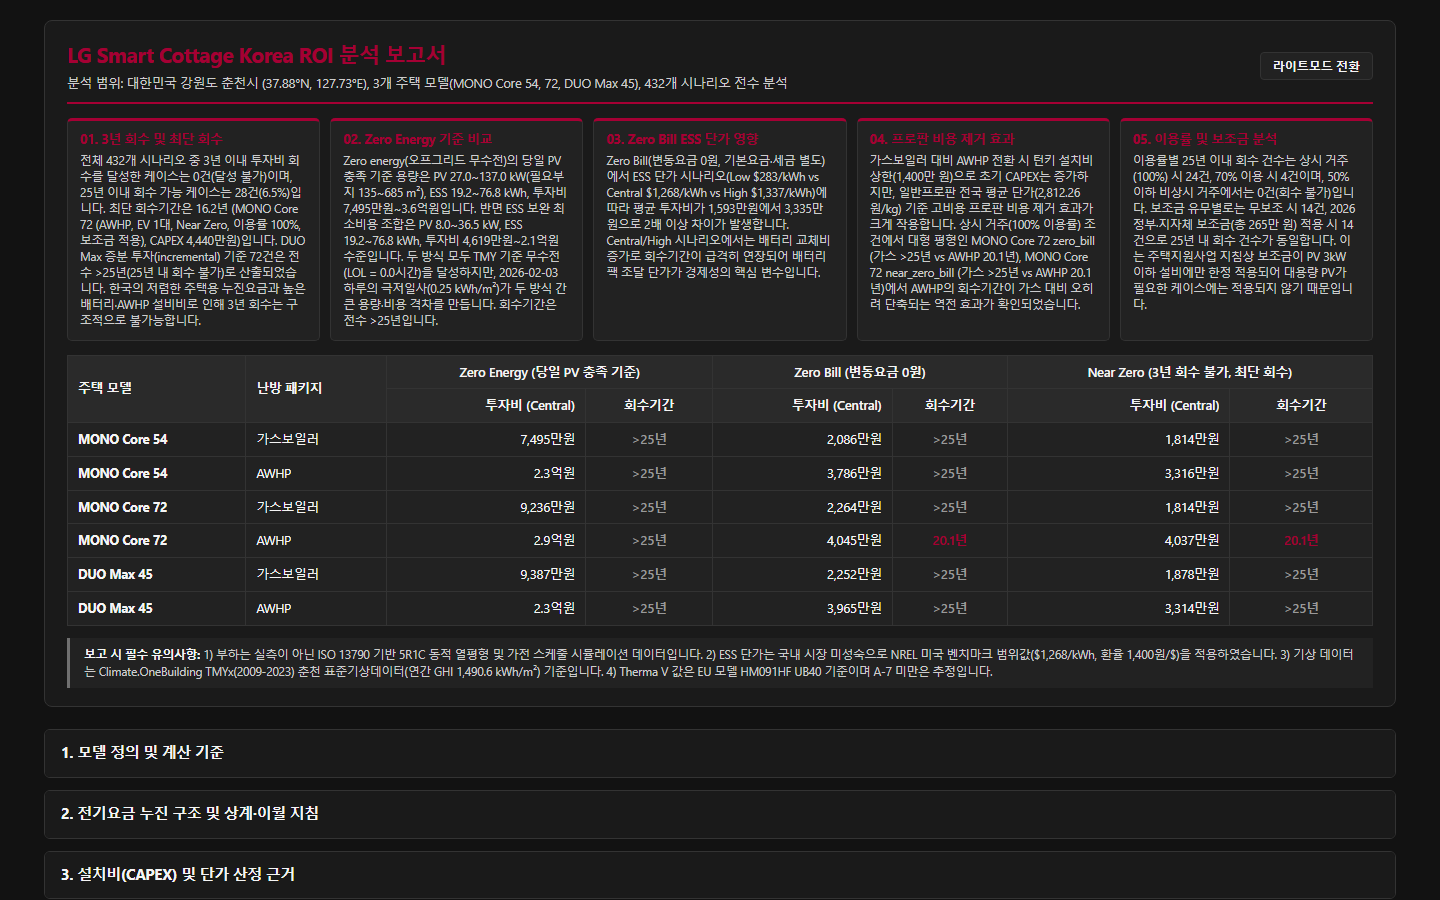 LG Smart Cottage Korea ROI 분석 보고서
분석 범위: 대한민국 강원도 춘천시 (37.88°N, 127.73°E), 3개 주택 모델(MONO Core 54, 72, DUO Max 45), 432개 시나리오 전수 분석
라이트모드 전환
01. 3년 회수 및 최단 회수
전체 432개 시나리오 중 3년 이내 투자비 회
수를 달성한 케이스는 0건(달성 불가)이며,
25년 이내 회수 가능 케이스는 28건(6.5%)입
니다. 최단 회수기간은 16.2년 (MONO Core
72 (AWHP, EV 1대, Near Zero, 이용률 100%,
보조금 적용), CAPEX 4,440만원)입니다. DUO
Max 증분 투자(incremental) 기준 72건은 전
수 >25년(25년 내 회수 불가)로 산출되었습
니다. 한국의 저렴한 주택용 누진요금과 높은
배터리·AWHP 설비비로 인해 3년 회수는 구
조적으로 불가능합니다.
02. Zero Energy 기준 비교
Zero energy(오프그리드 무수전)의 당일 PV
충족 기준 용량은 PV 27.0~137.0 kW(필요부
지 135~685 m²), ESS 19.2~76.8 kWh, 투자비
7,495만원~3.6억원입니다. 반면 ESS 보완 최
소비용 조합은 PV 8.0~36.5 kW, ESS
19.2~76.8 kWh, 투자비 4,619만원~2.1억원
수준입니다. 두 방식 모두 TMY 기준 무수전
(LOL = 0.0시간)을 달성하지만, 2026-02-03
하루의 극저일사(0.25 kWh/m²)가 두 방식 간
큰 용량·비용 격차를 만듭니다. 회수기간은
전수 >25년입니다.
03. Zero Bill ESS 단가 영향
Zero Bill(변동요금 0원, 기본요금·세금 별도)
에서 ESS 단가 시나리오(Low $283/kWh vs
Central $1,268/kWh vs High $1,337/kWh)에
따라 평균 투자비가 1,593만원에서 3,335만
원으로 2배 이상 차이가 발생합니다.
Central/High 시나리오에서는 배터리 교체비
증가로 회수기간이 급격히 연장되어 배터리
팩 조달 단가가 경제성의 핵심 변수입니다.
04. 프로판 비용 제거 효과
가스보일러 대비 AWHP 전환 시 턴키 설치비
상한(1,400만 원)으로 초기 CAPEX는 증가하
지만, 일반프로판 전국 평균 단가(2,812.26
원/kg) 기준 고비용 프로판 비용 제거 효과가
크게 작용합니다. 상시 거주(100% 이용률) 조
건에서 대형 평형인 MONO Core 72 zero_bill
(가스 >25년 vs AWHP 20.1년), MONO Core
72 near_zero_bill (가스 >25년 vs AWHP 20.1
년)에서 AWHP의 회수기간이 가스 대비 오히
려 단축되는 역전 효과가 확인되었습니다.
05. 이용률 및 보조금 분석
이용률별 25년 이내 회수 건수는 상시 거주
(100%) 시 24건, 70% 이용 시 4건이며, 50%
이하 비상시 거주에서는 0건(회수 불가)입니
다. 보조금 유무별로는 무보조 시 14건, 2026
정부·지자체 보조금(총 265만 원) 적용 시 14
건으로 25년 내 회수 건수가 동일합니다. 이
는 주택지원사업 지침상 보조금이 PV 3kW
이하 설비에만 한정 적용되어 대용량 PV가
필요한 케이스에는 적용되지 않기 때문입니
다.
주택 모델 난방 패키지 Zero Energy (당일 PV 충족 기준) Zero Bill (변동요금 0원) Near Zero (3년 회수 불가, 최단 회수)
투자비 (Central) 회수기간 투자비 (Central) 회수기간 투자비 (Central) 회수기간
MONO Core 54 가스보일러 7,495만원 >25년 2,086만원 >25년 1,814만원 >25년
MONO Core 54 AWHP 2.3억원 >25년 3,786만원 >25년 3,316만원 >25년
MONO Core 72 가스보일러 9,236만원 >25년 2,264만원 >25년 1,814만원 >25년
MONO Core 72 AWHP 2.9억원 >25년 4,045만원 20.1년 4,037만원 20.1년
DUO Max 45 가스보일러 9,387만원 >25년 2,252만원 >25년 1,878만원 >25년
DUO Max 45 AWHP 2.3억원 >25년 3,965만원 >25년 3,314만원 >25년
보고 시 필수 유의사항: 1) 부하는 실측이 아닌 ISO 13790 기반 5R1C 동적 열평형 및 가전 스케줄 시뮬레이션 데이터입니다. 2) ESS 단가는 국내 시장 미성숙으로 NREL 미국 벤치마크 범위값($1,268/kWh, 환율 1,400원/$)을 적용하였습니다. 3) 기상 데이터
는 Climate.OneBuilding TMYx(2009-2023) 춘천 표준기상데이터(연간 GHI 1,490.6 kWh/m²) 기준입니다. 4) Therma V 값은 EU 모델 HM091HF UB40 기준이며 A-7 미만은 추정입니다.
1. 모델 정의 및 계산 기준
2. 전기요금 누진 구조 및 상계·이월 지침
3. 설치비(CAPEX) 및 단가 산정 근거